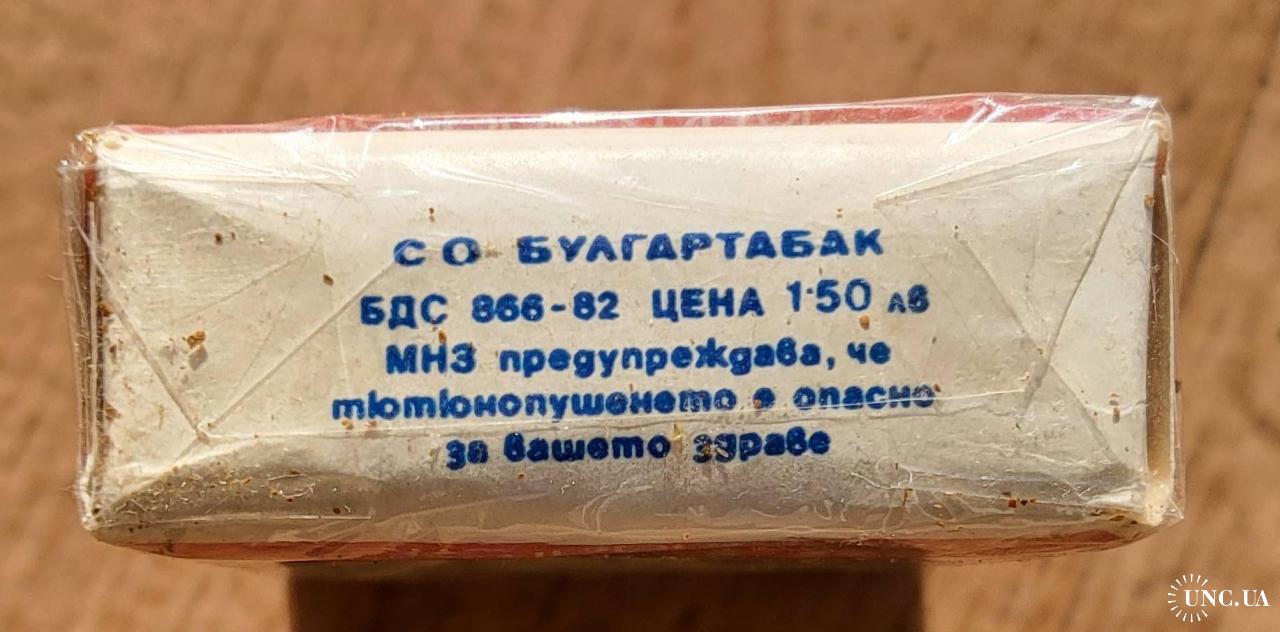 СО БУЛГАРТАБАК
БДС 866-82 ЦЕНА 1·50 лв
МНЗ предупреждава, че
тютюнопушенето е опасно
за вашето здраве
UNC.UA